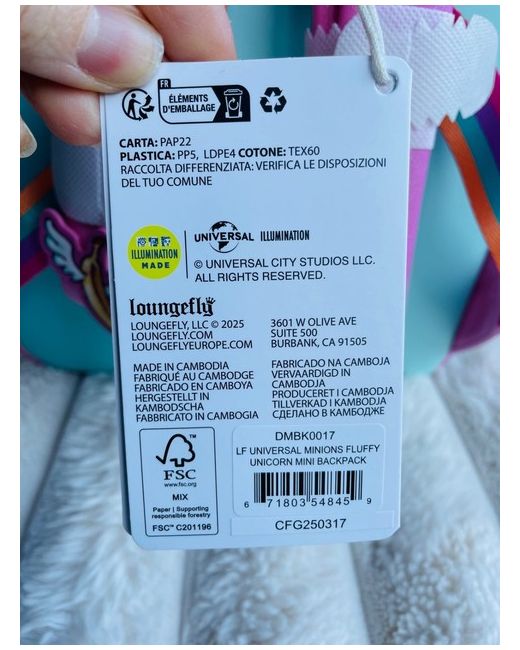 FR
ÉLÉMENTS
D'EMBALLAGE
CARTA: PAP22
PLASTICA: PP5, LDPE4 COTONE: TEX60
RACCOLTA DIFFERENZIATA: VERIFICA LE DISPOSIZIONI
DEL TUO COMUNE
ILLUMINATION
MADE
UNIVERSAL ILLUMINATION
© UNIVERSAL CITY STUDIOS LLC.
ALL RIGHTS RESERVED.
loungefly
LOUNGEFLY, LLC © 2025
LOUNGEFLY.COM
LOUNGEFLYEUROPE.COM
3601 W OLIVE AVE
SUITE 500
BURBANK, CA 91505
MADE IN CAMBODIA
FABRIQUÉ AU CAMBODGE
FABRICADO EN CAMBOYA
HERGESTELLT IN
KAMBODSCHA
FABBRICATO IN CAMBOGIA
FABRICADO NA CAMBOJA
VERVAARDIGD IN
CAMBODJA
PRODUCERET I CAMBODJA
TILLVERKAD I KAMBODJA
СДЕЛАНО В КАМБОДЖЕ
FSC
www.fsc.org
MIX
Paper | Supporting
responsible forestry
FSC™ C201196
DMBK0017
LF UNIVERSAL MINIONS FLUFFY
UNICORN MINI BACKPACK
6 71803 54845 9
CFG250317